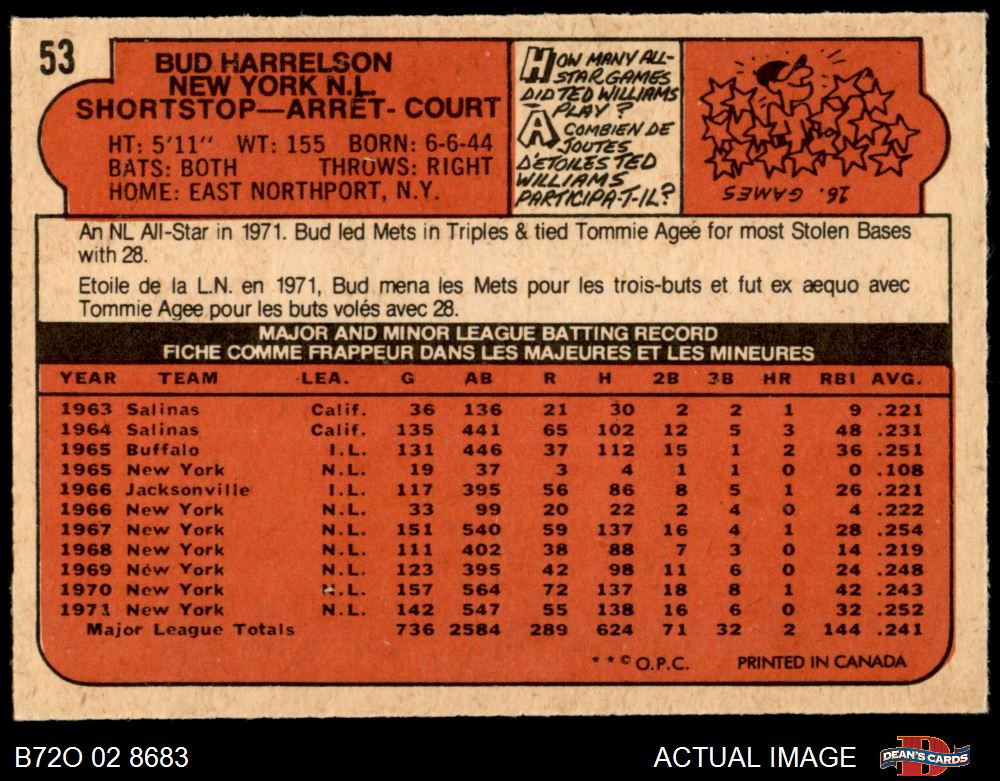 53
BUD HARRELSON
NEW YORK N.L.
SHORTSTOP—ARRÊT- COURT
HT: 5'11" WT: 155 BORN: 6-6-44
BATS: BOTH THROWS: RIGHT
HOME: EAST NORTHPORT, N.Y.
HOW MANY ALL-
STAR GAMES
DID TED WILLIAMS
PLAY?
A COMBIEN DE
JOUTES
D'ÉTOILES TED
WILLIAMS
PARTICIPA-T-IL?
16. GAMES
An NL All-Star in 1971. Bud led Mets in Triples & tied Tommie Agee for most Stolen Bases
with 28.
Etoile de la L.N. en 1971, Bud mena les Mets pour les trois-buts et fut ex aequo avec
Tommie Agee pour les buts volés avec 28.
MAJOR AND MINOR LEAGUE BATTING RECORD
FICHE COMME FRAPPEUR DANS LES MAJEURES ET LES MINEURES
YEAR TEAM LEA. G AB R H 2B 3B HR RBI AVG.
1963 Salinas Calif. 36 136 21 30 2 2 1 9 .221
1964 Salinas Calif. 135 441 65 102 12 5 3 48 .231
1965 Buffalo I.L. 131 446 37 112 15 1 2 36 .251
1965 New York N.L. 19 37 3 4 1 1 0 0 .108
1966 Jacksonville I.L. 117 395 56 86 8 5 1 26 .221
1966 New York N.L. 33 99 20 22 2 4 0 4 .222
1967 New York N.L. 151 540 59 137 16 4 1 28 .254
1968 New York N.L. 111 402 38 88 7 3 0 14 .219
1969 New York N.L. 123 395 42 98 11 6 0 24 .248
1970 New York N.L. 157 564 72 137 18 8 1 42 .243
1971 New York N.L. 142 547 55 138 16 6 0 32 .252
Major League Totals 736 2584 289 624 71 32 2 144 .241
**© O.P.C. PRINTED IN CANADA
B72O 02 8683 ACTUAL IMAGE DEAN'S CARDS